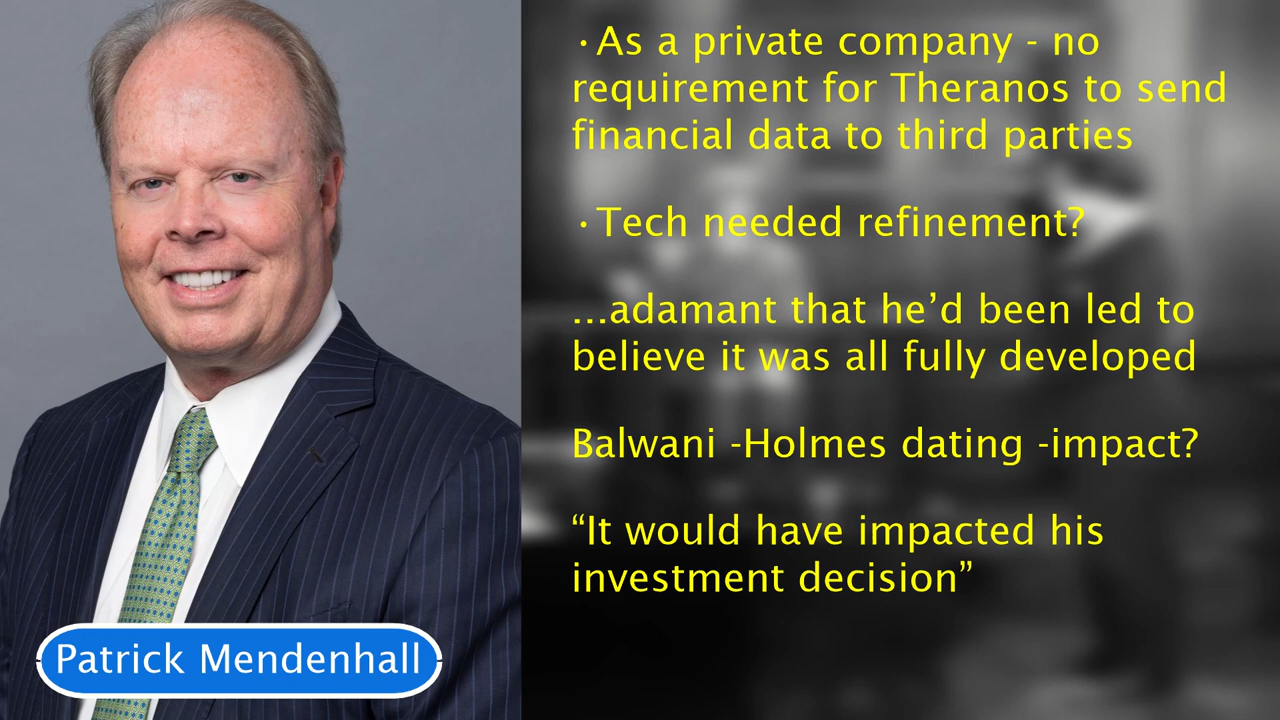 •As a private company - no
requirement for Theranos to send
financial data to third parties
•Tech needed refinement?
...adamant that he’d been led to
believe it was all fully developed
Balwani -Holmes dating -impact?
“It would have impacted his
investment decision”
Patrick Mendenhall